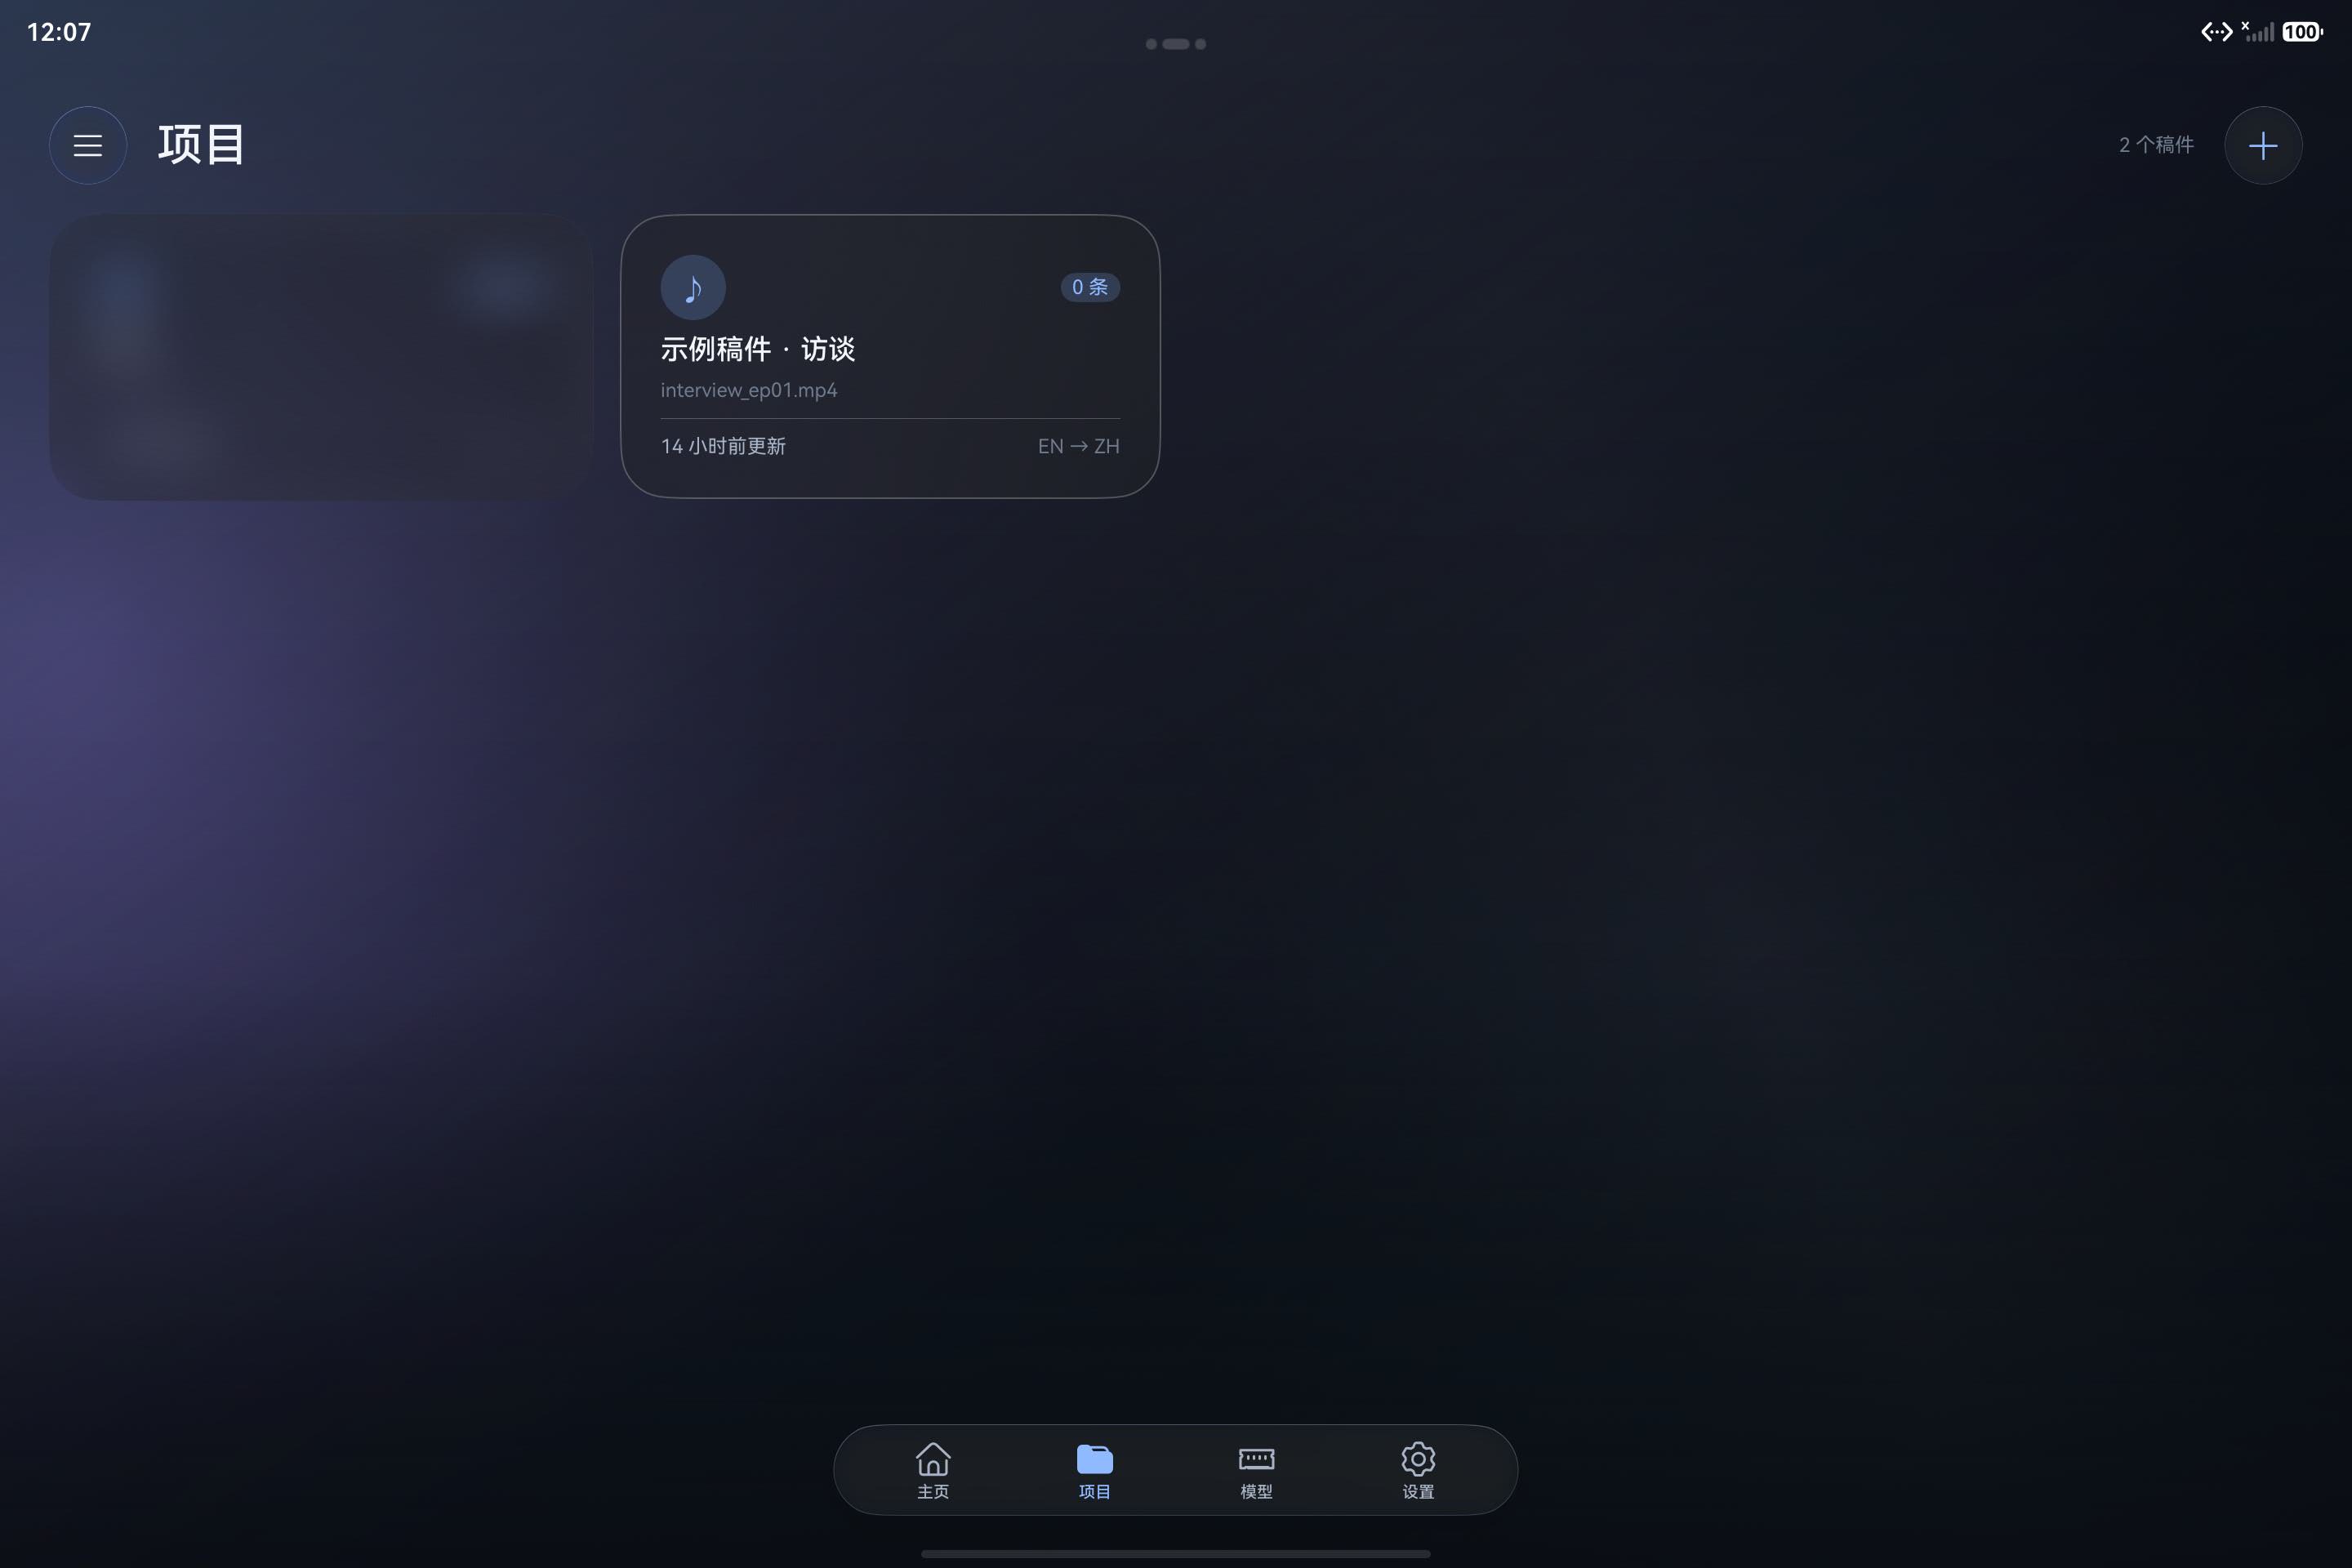 12:07
100
项目
2 个稿件
0 条
示例稿件 · 访谈
interview_ep01.mp4
14 小时前更新
EN → ZH
主页
项目
模型
设置